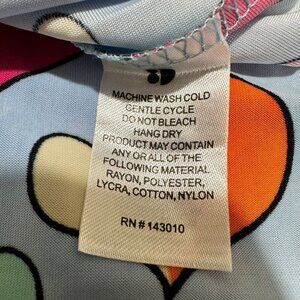 MACHINE WASH COLD
GENTLE CYCLE
DO NOT BLEACH
HANG DRY
PRODUCT MAY CONTAIN
ANY OR ALL OF THE
FOLLOWING MATERIAL
RAYON, POLYESTER,
LYCRA, COTTON, NYLON
RN # 143010